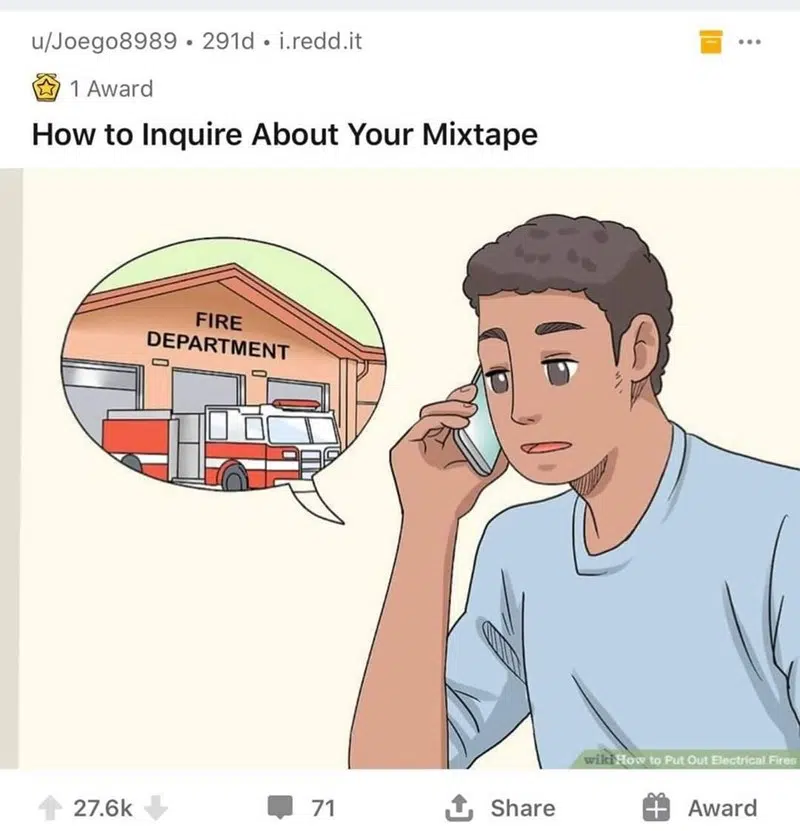 u/Joego8989 • 291d • i.redd.it
1 Award
How to Inquire About Your Mixtape
FIRE
DEPARTMENT
wikiHow to Put Out Electrical Fires
27.6k
71
Share
Award